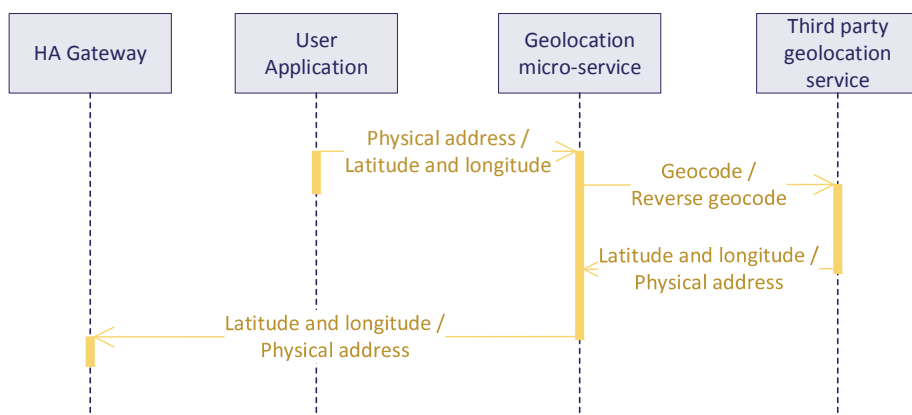 HA Gateway
User
Application
Geolocation
micro-service
Third party
geolocation
service
Physical address /
Latitude and longitude
Geocode /
Reverse geocode
Latitude and longitude /
Physical address
Latitude and longitude /
Physical address